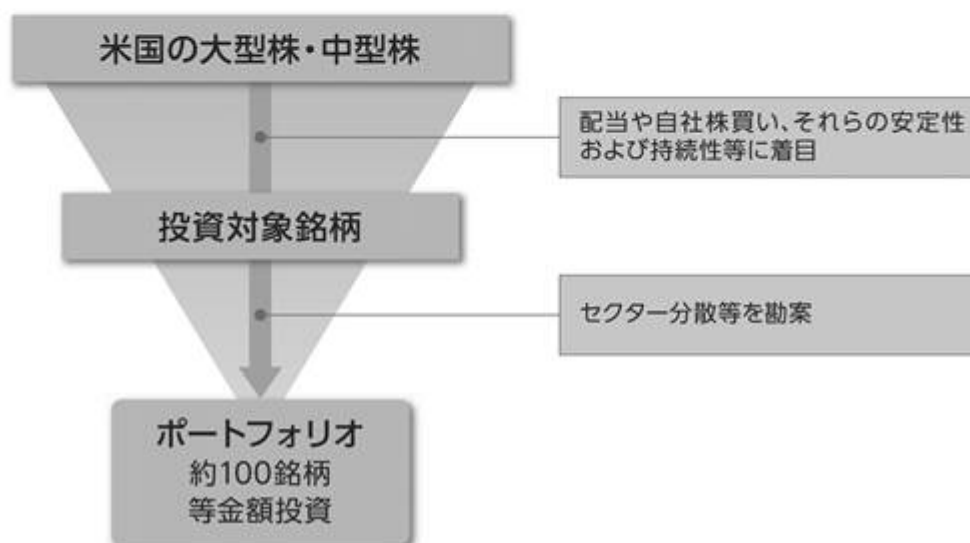 米国の大型株・中型株
配当や自社株買い、それらの安定性
および持続性等に着目
投資対象銘柄
セクター分散等を勘案
ポートフォリオ
約100銘柄
等金額投資